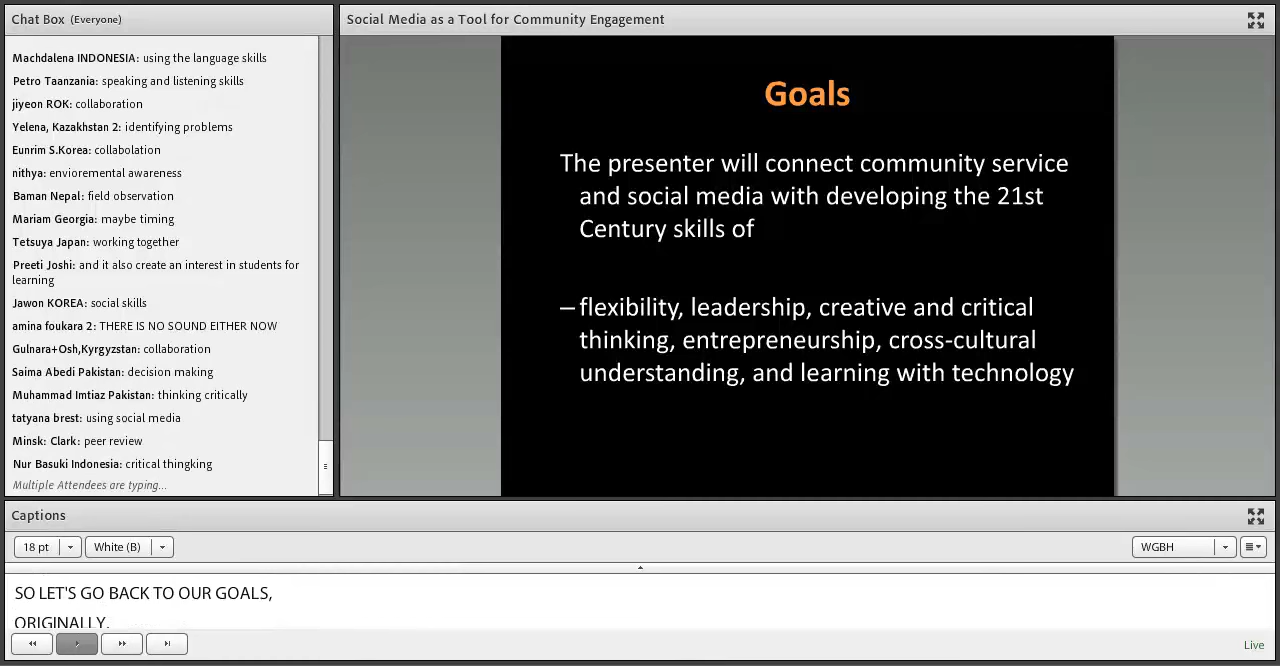 Chat Box (Everyone)
Machdalena INDONESIA: using the language skills
Petro Taanzania: speaking and listening skills
jiyeon ROK: collaboration
Yelena, Kazakhstan 2: identifying problems
Eunrim S.Korea: collabolation
nithya: envioremental awareness
Baman Nepal: field observation
Mariam Georgia: maybe timing
Tetsuya Japan: working together
Preeti Joshi: and it also create an interest in students for
learning
Jawon KOREA: social skills
amina foukara 2: THERE IS NO SOUND EITHER NOW
Gulnara+Osh,Kyrgyzstan: collaboration
Saima Abedi Pakistan: decision making
Muhammad Imtiaz Pakistan: thinking critically
tatyana brest: using social media
Minsk: Clark: peer review
Nur Basuki Indonesia: critical thingking
Multiple Attendees are typing...
Social Media as a Tool for Community Engagement
Goals
The presenter will connect community service
and social media with developing the 21st
Century skills of
– flexibility, leadership, creative and critical
thinking, entrepreneurship, cross-cultural
understanding, and learning with technology
Captions
18 pt
White (B)
WGBH
SO LET'S GO BACK TO OUR GOALS,
ORIGINALLY.
Live